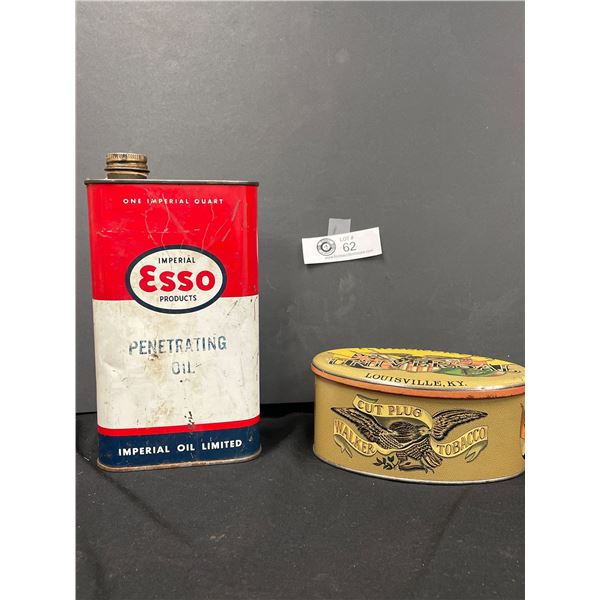 ONE IMPERIAL QUART
IMPERIAL
Esso
PRODUCTS
PENETRATING
OIL
IMPERIAL OIL LIMITED
LOT #
62
LOUISVILLE, KY.
CUT PLUG
WALKER TOBACCO